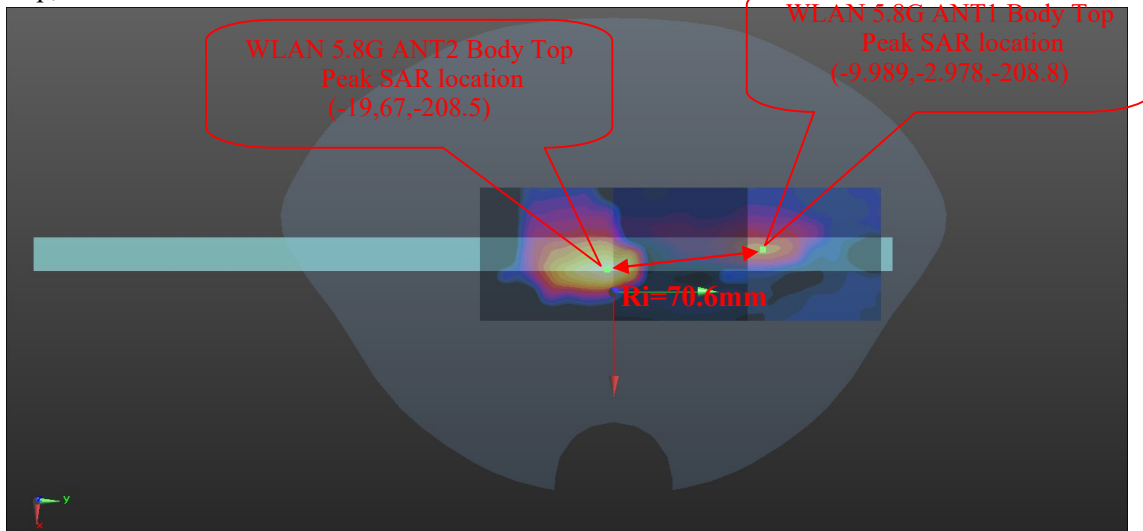 WLAN 5.8G ANT2 Body Top
Peak SAR location
(-19,67,-208.5)
WLAN 5.8G ANT1 Body Top
Peak SAR location
(-9.989,-2.978,-208.8)
Ri=70.6mm
y
x